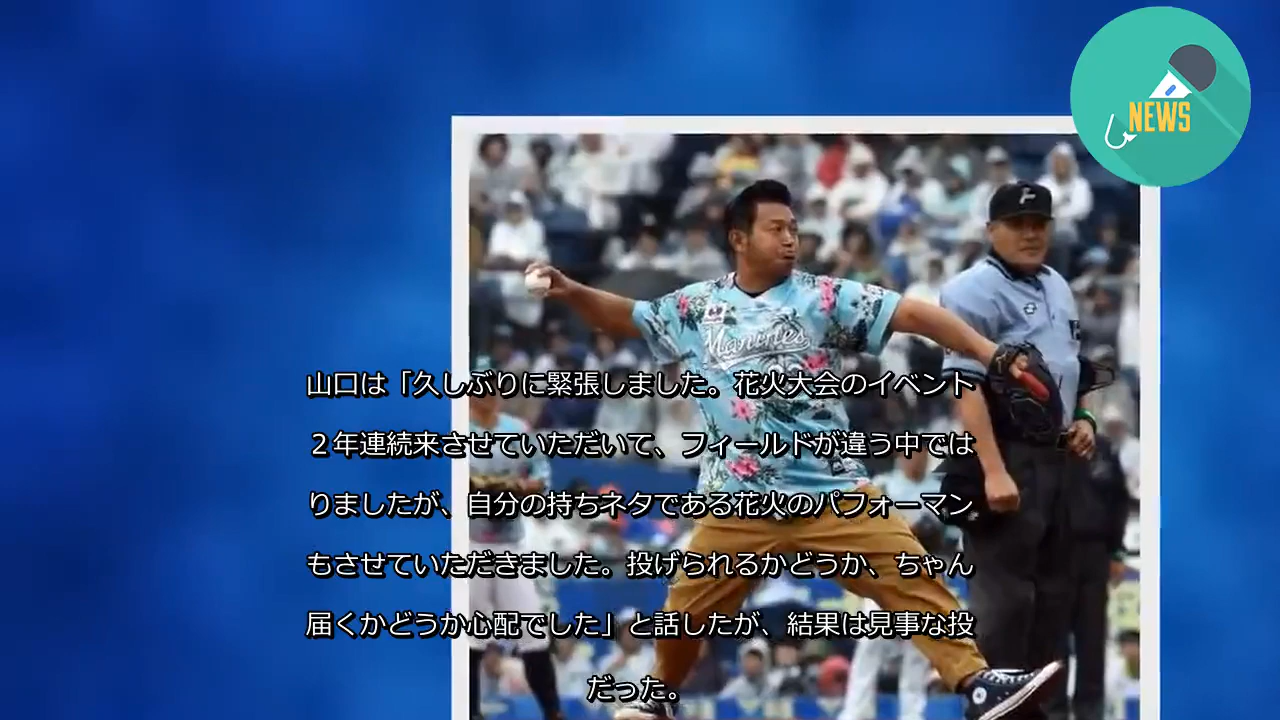 NEWS
Marines
山口は「久しぶりに緊張しました。花火大会のイベント
２年連続来させていただいて、フィールドが違う中では
りましたが、自分の持ちネタである花火のパフォーマン
もさせていただきました。投げられるかどうか、ちゃん
届くかどうか心配でした」と話したが、結果は見事な投
だった。